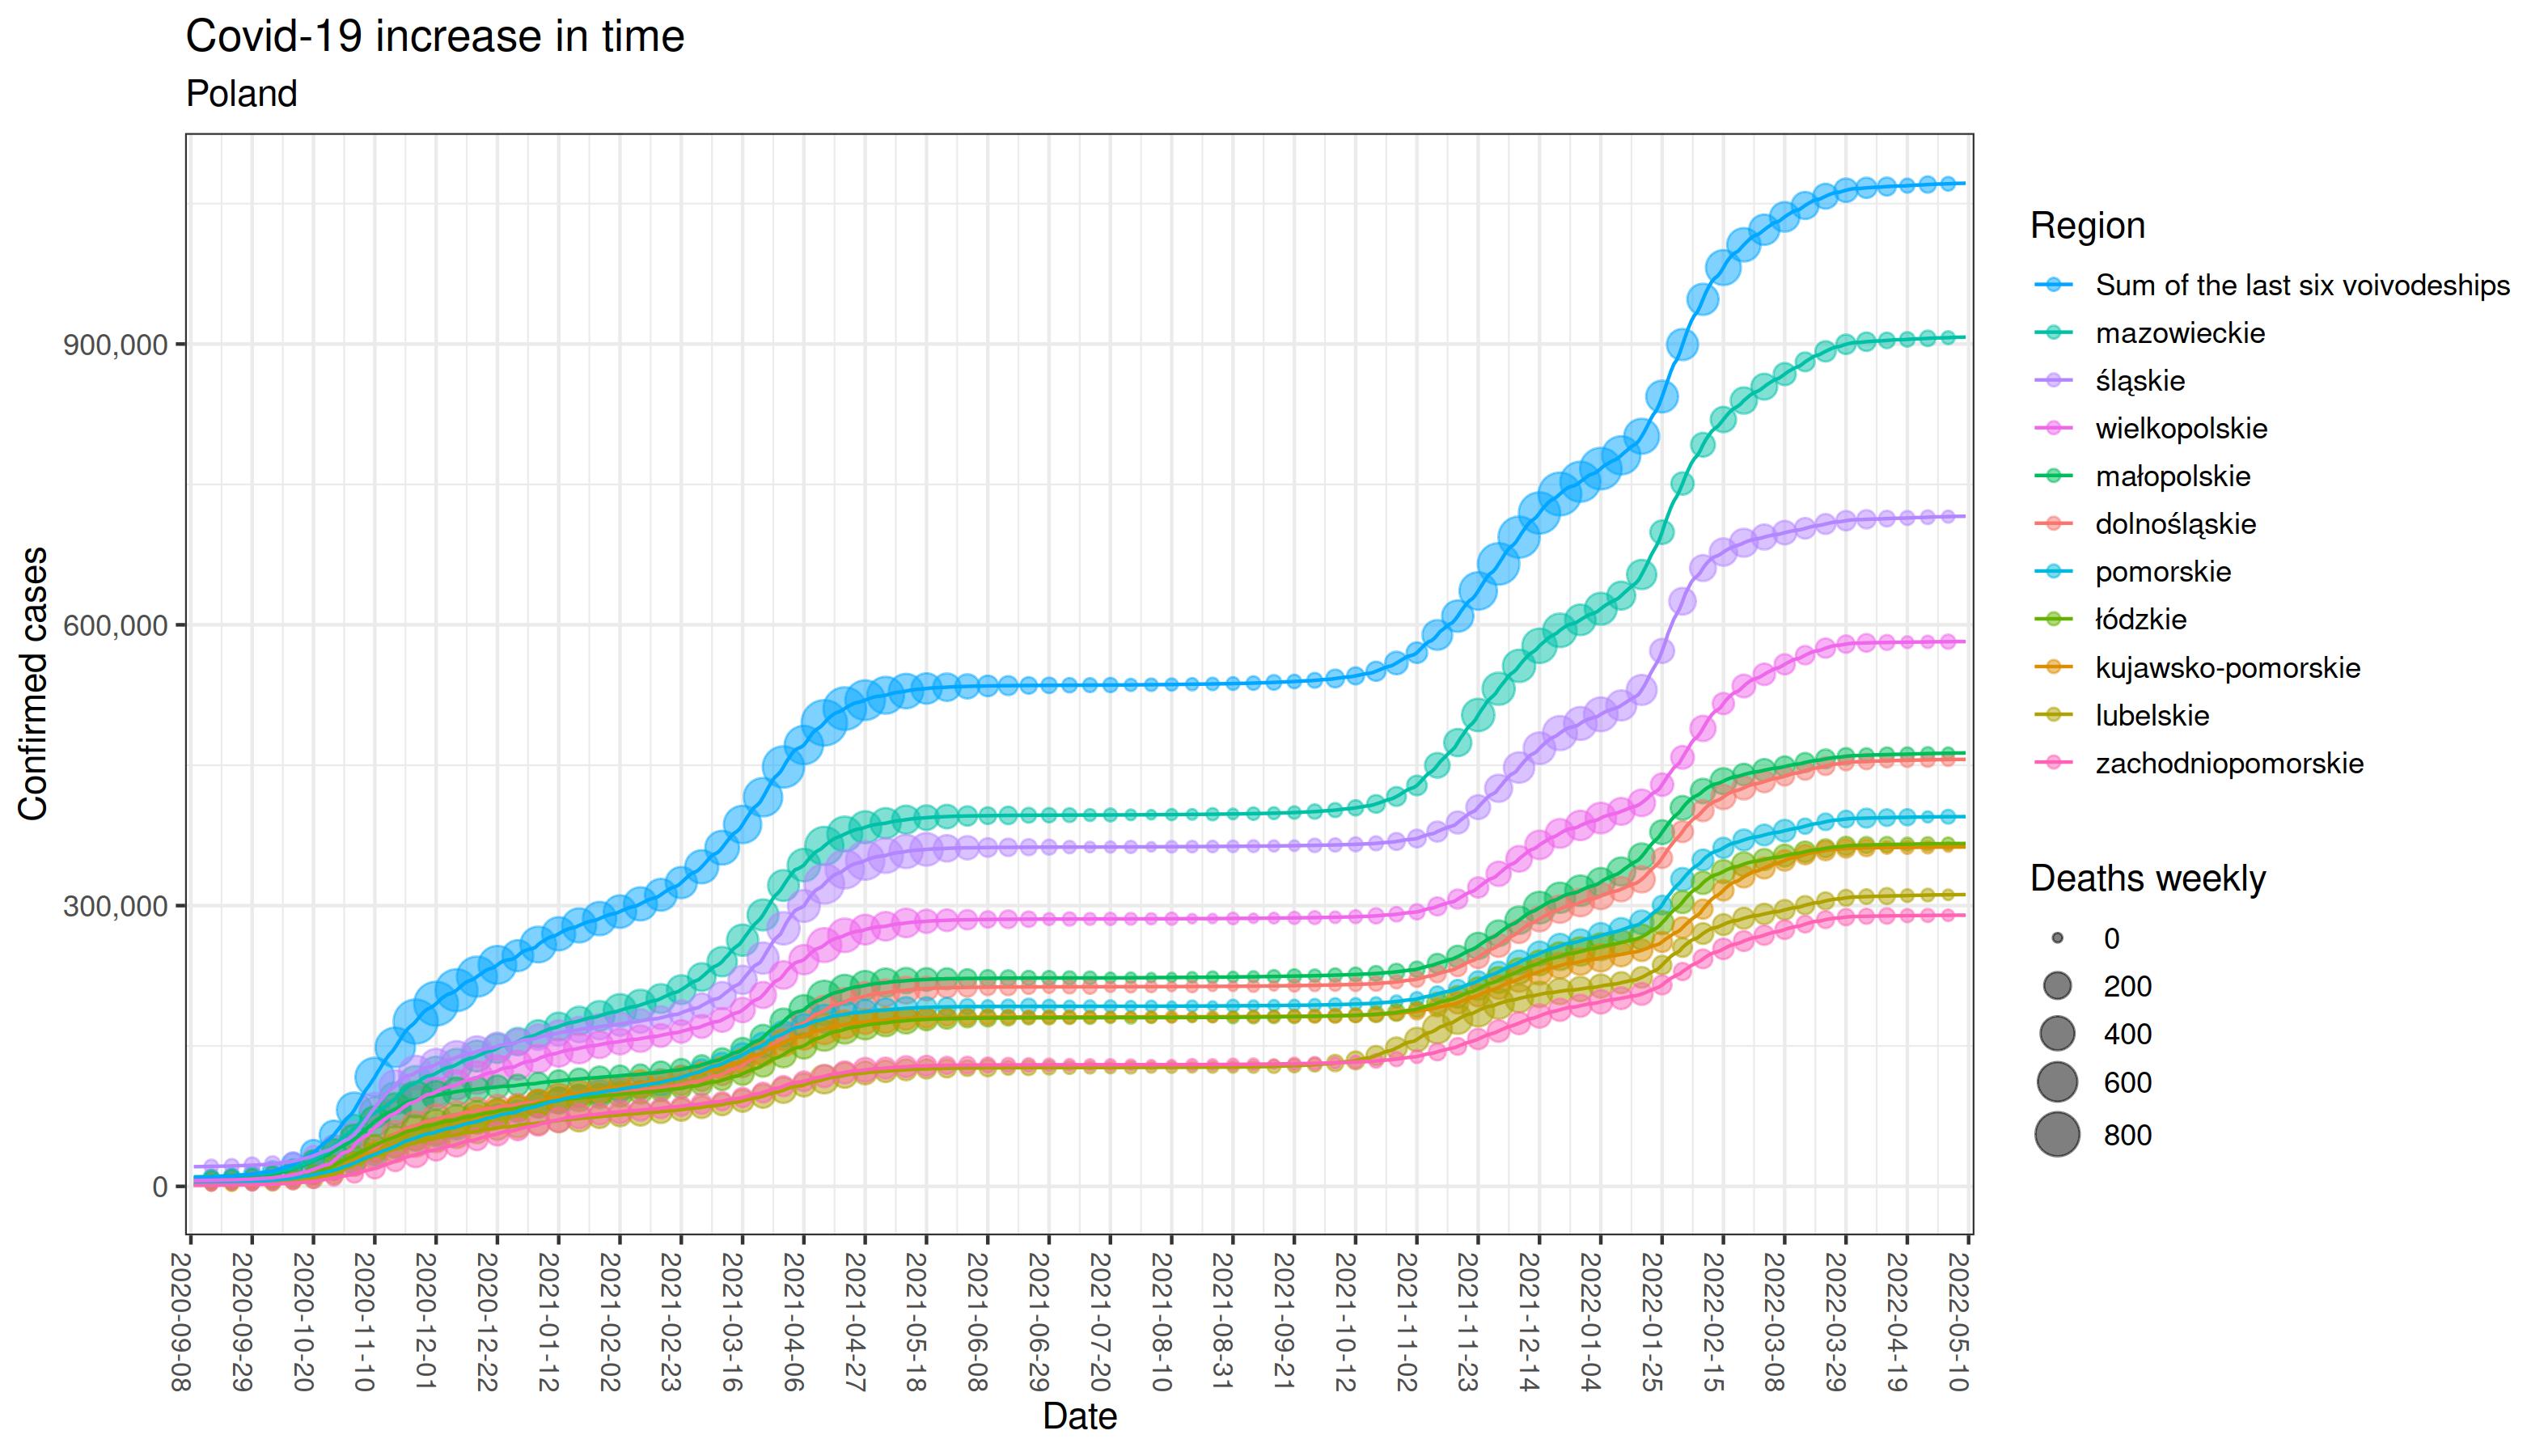 Covid-19 increase in time
Poland
Confirmed cases
900,000
600,000
300,000
0
2020-09-08
2020-09-29
2020-10-20
2020-11-10
2020-12-01
2020-12-22
2021-01-12
2021-02-02
2021-02-23
2021-03-16
2021-04-06
2021-04-27
2021-05-18
2021-06-08
2021-06-29
2021-07-20
2021-08-10
2021-08-31
2021-09-21
2021-10-12
2021-11-02
2021-11-23
2021-12-14
2022-01-04
2022-01-25
2022-02-15
2022-03-08
2022-03-29
2022-04-19
2022-05-10
Date
Region
Sum of the last six voivodeships
mazowieckie
śląskie
wielkopolskie
małopolskie
dolnośląskie
pomorskie
łódzkie
kujawsko-pomorskie
lubelskie
zachodniopomorskie
Deaths weekly
0
200
400
600
800